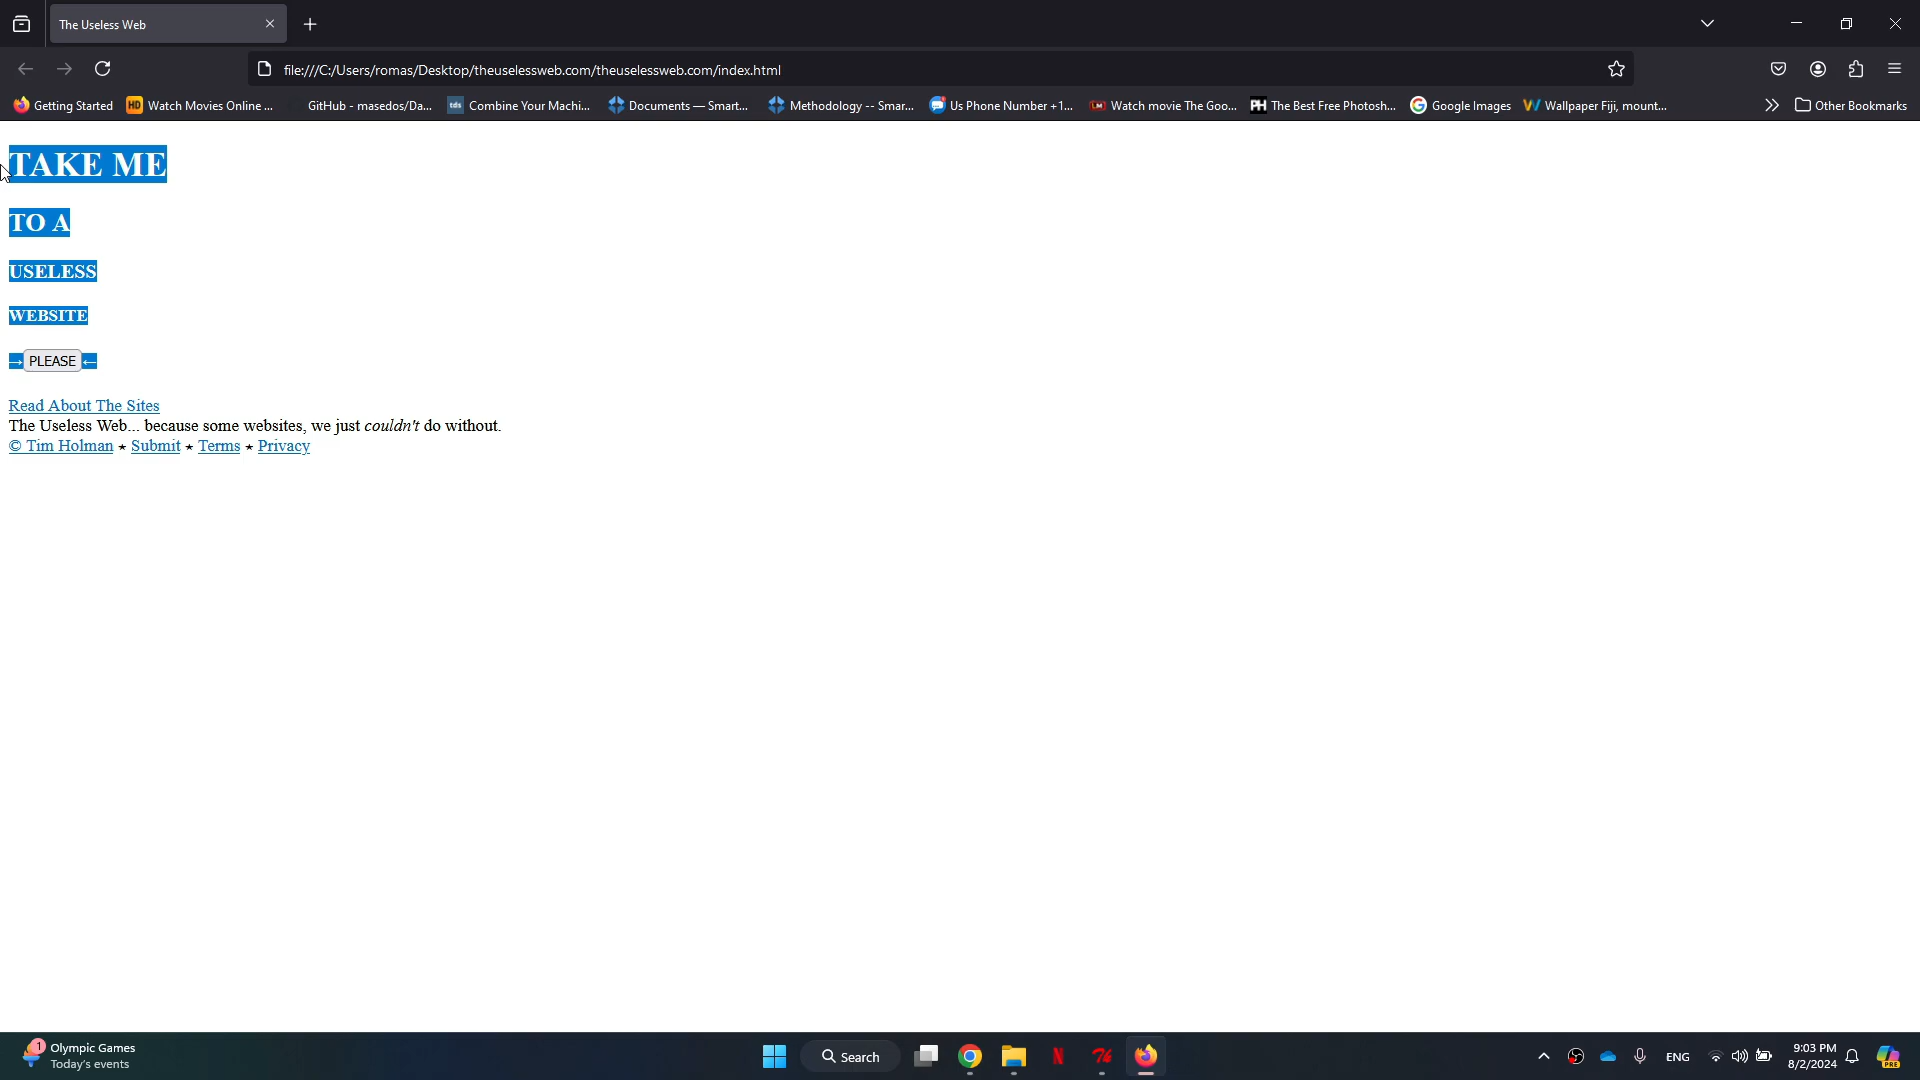 The Useless Web
file:///C:/Users/romas/Desktop/theuselessweb.com/theuselessweb.com/index.html
Getting Started Watch Movies Online ... GitHub - masedos/Da... Combine Your Machi... Documents — Smart... Methodology -- Smar... Us Phone Number +1... Watch movie The Goo... The Best Free Photosh... Google Images Wallpaper Fiji, mount... Other Bookmarks
TAKE ME
TO A
USELESS
WEBSITE
→PLEASE←
Read About The Sites
The Useless Web... because some websites, we just couldn't do without.
© Tim Holman ⋆ Submit ⋆ Terms ⋆ Privacy
Olympic Games
Today's events
Search
ENG
9:03 PM
8/2/2024